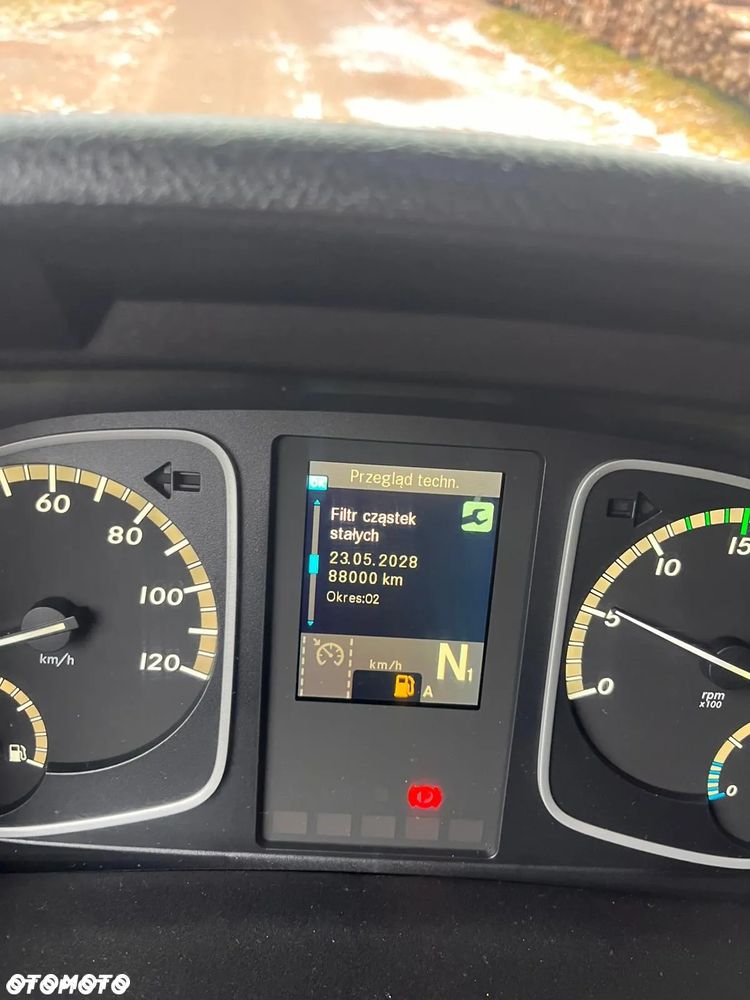 Przegląd techn.
ok
Filtr cząstek
stałych
23.05.2028
88000 km
Okres:02
km/h
N1
A
60
80
100
120
km/h
15
10
5
0
rpm
x100
0
OTOMOTO